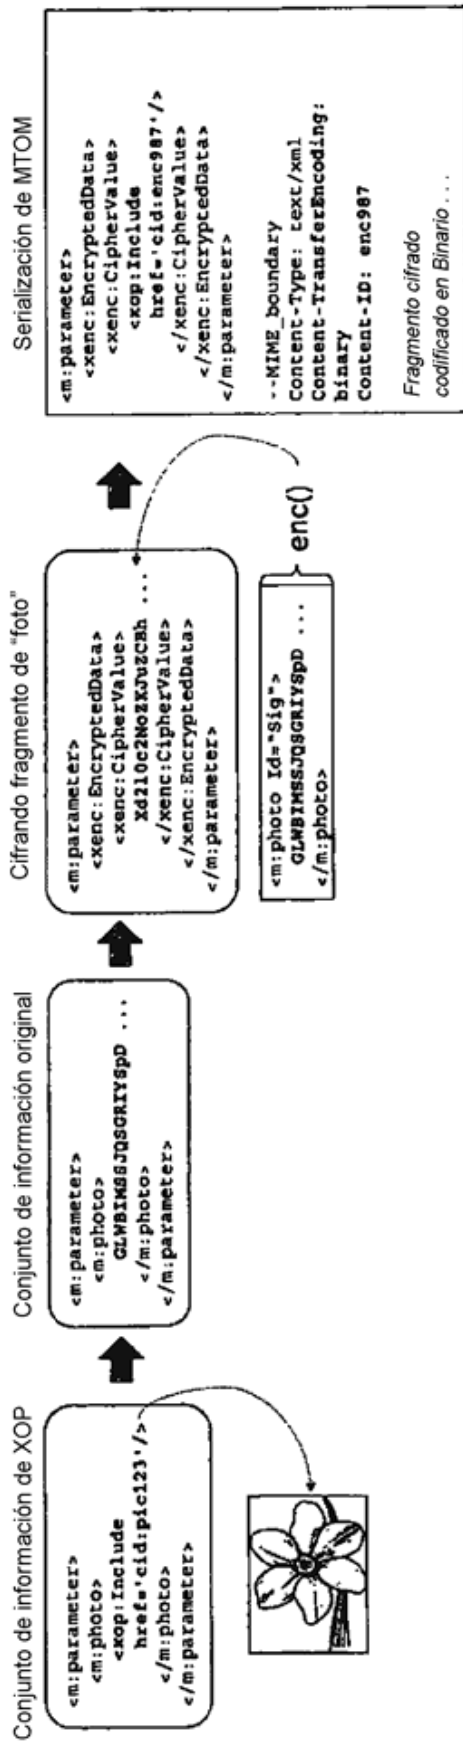 Conjunto de información de XOP
<m:parameter>
<m:photo>
<xop:Include
href='cid:pic123'/>
</m:photo>
</m:parameter>
Conjunto de información original
<m:parameter>
<m:photo>
GLWBIMSSJQSGRIYSpD ...
</m:photo>
</m:parameter>
Cifrando fragmento de “foto”
<m:parameter>
<xenc:EncryptedData>
<xenc:CipherValue>
Xd2l0c2NoZXJuZCBh ...
</xenc:CipherValue>
</xenc:EncryptedData>
</m:parameter>
<m:photo Id="Sig">
GLWBIMSSJQSGRIYSpD ...
</m:photo>
enc()
Serialización de MTOM
<m:parameter>
<xenc:EncryptedData>
<xenc:CipherValue>
<xop:Include
href='cid:enc987'/>
</xenc:CipherValue>
</xenc:EncryptedData>
</m:parameter>
--MIME_boundary
Content-Type: text/xml
Content-TransferEncoding:
binary
Content-ID: enc987
Fragmento cifrado
codificado en Binario...